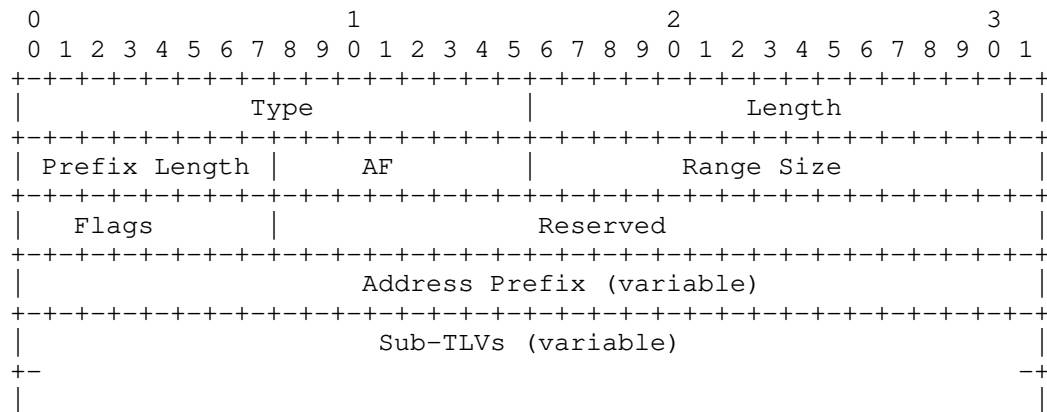 0                   1                   2                   3
 0 1 2 3 4 5 6 7 8 9 0 1 2 3 4 5 6 7 8 9 0 1 2 3 4 5 6 7 8 9 0 1
+-+-+-+-+-+-+-+-+-+-+-+-+-+-+-+-+-+-+-+-+-+-+-+-+-+-+-+-+-+-+-+-+
|              Type             |             Length            |
+-+-+-+-+-+-+-+-+-+-+-+-+-+-+-+-+-+-+-+-+-+-+-+-+-+-+-+-+-+-+-+-+
| Prefix Length |     AF        |         Range Size            |
+-+-+-+-+-+-+-+-+-+-+-+-+-+-+-+-+-+-+-+-+-+-+-+-+-+-+-+-+-+-+-+-+
|   Flags       |                Reserved                       |
+-+-+-+-+-+-+-+-+-+-+-+-+-+-+-+-+-+-+-+-+-+-+-+-+-+-+-+-+-+-+-+-+
|                     Address Prefix (variable)                 |
+-+-+-+-+-+-+-+-+-+-+-+-+-+-+-+-+-+-+-+-+-+-+-+-+-+-+-+-+-+-+-+-+
|                      Sub-TLVs (variable)                      |
+-                                                             -+
|                                                               |